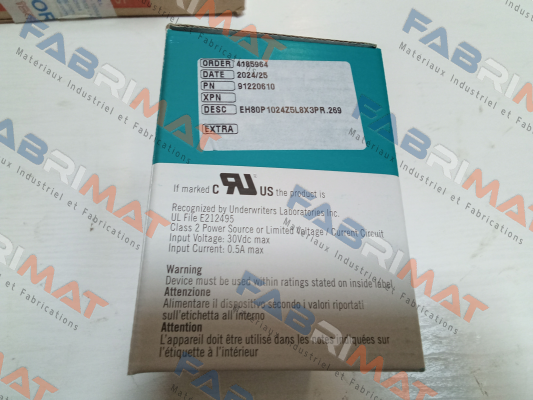 ORDER 4185964
DATE 2024/25
PN 91220610
XPN
DESC EH80P1024Z5L8X3PR.269
EXTRA
If marked C RU US the product is
Recognized by Underwriters Laboratories Inc.
UL File E212495
Class 2 Power Source or Limited Voltage / Current Circuit
Input Voltage: 30Vdc max
Input Current: 0.5A max
Warning
Device must be used within ratings stated on inside label
Attenzione
Alimentare il dispositivo secondo i valori riportati
sull'etichetta all'interno
Attention
L'appareil doit être utilisé dans les notes indiquées sur
l'étiquette à l'intérieur
FABRIMAT
Materiaux Industriel et Fabrications